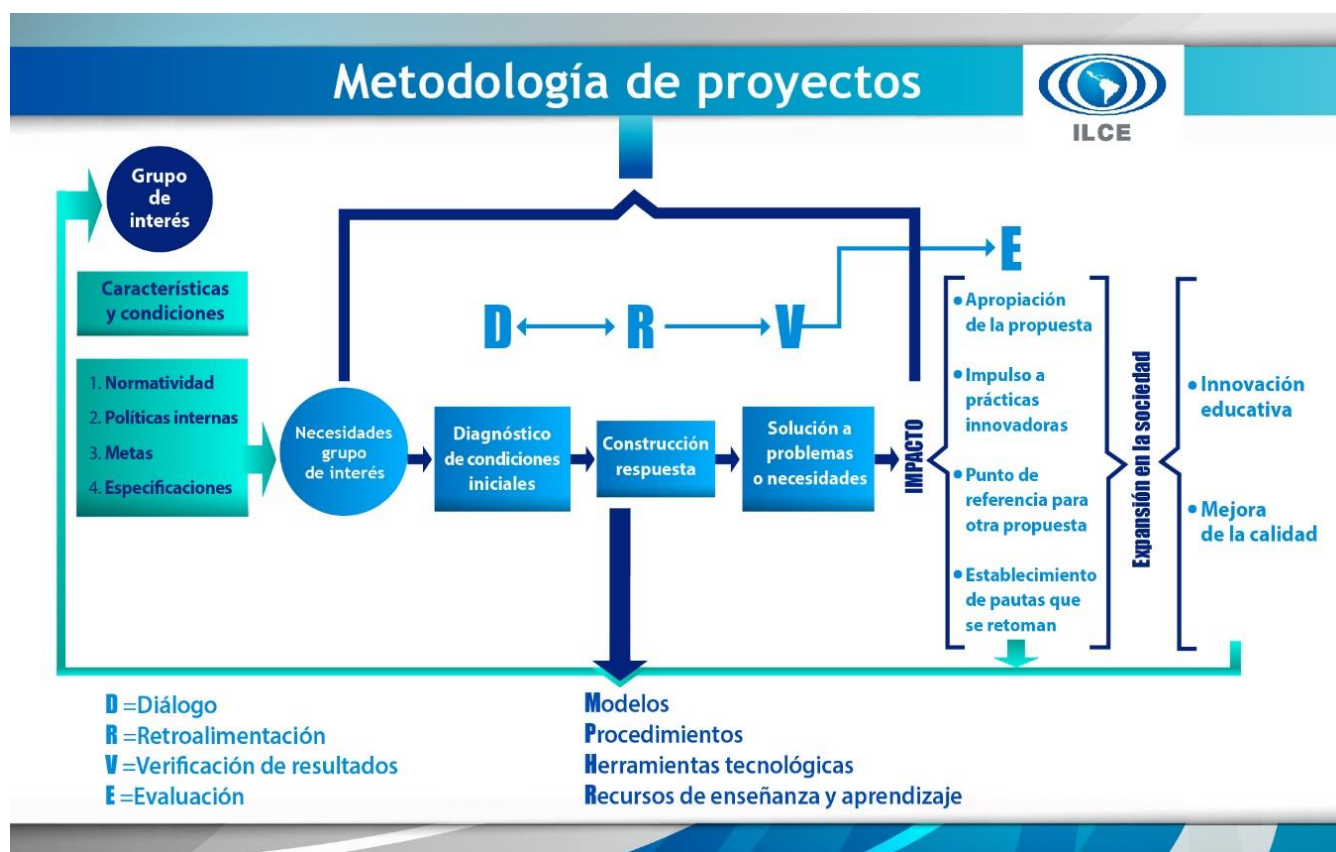 Metodología de proyectos
ILCE
Grupo
de
interés
Características
y condiciones
1. Normatividad
2. Políticas internas
3. Metas
4. Especificaciones
Necesidades
grupo
de interés
Diagnóstico
de condiciones
iniciales
Construcción
respuesta
Solución a
problemas
o necesidades
D
R
V
E
IMPACTO
• Apropiación
de la propuesta
• Impulso a
prácticas
innovadoras
• Punto de
referencia para
otra propuesta
• Establecimiento
de pautas que
se retoman
Expansión en la sociedad
• Innovación
educativa
• Mejora
de la calidad
D =Diálogo
R =Retroalimentación
V =Verificación de resultados
E =Evaluación
Modelos
Procedimientos
Herramientas tecnológicas
Recursos de enseñanza y aprendizaje